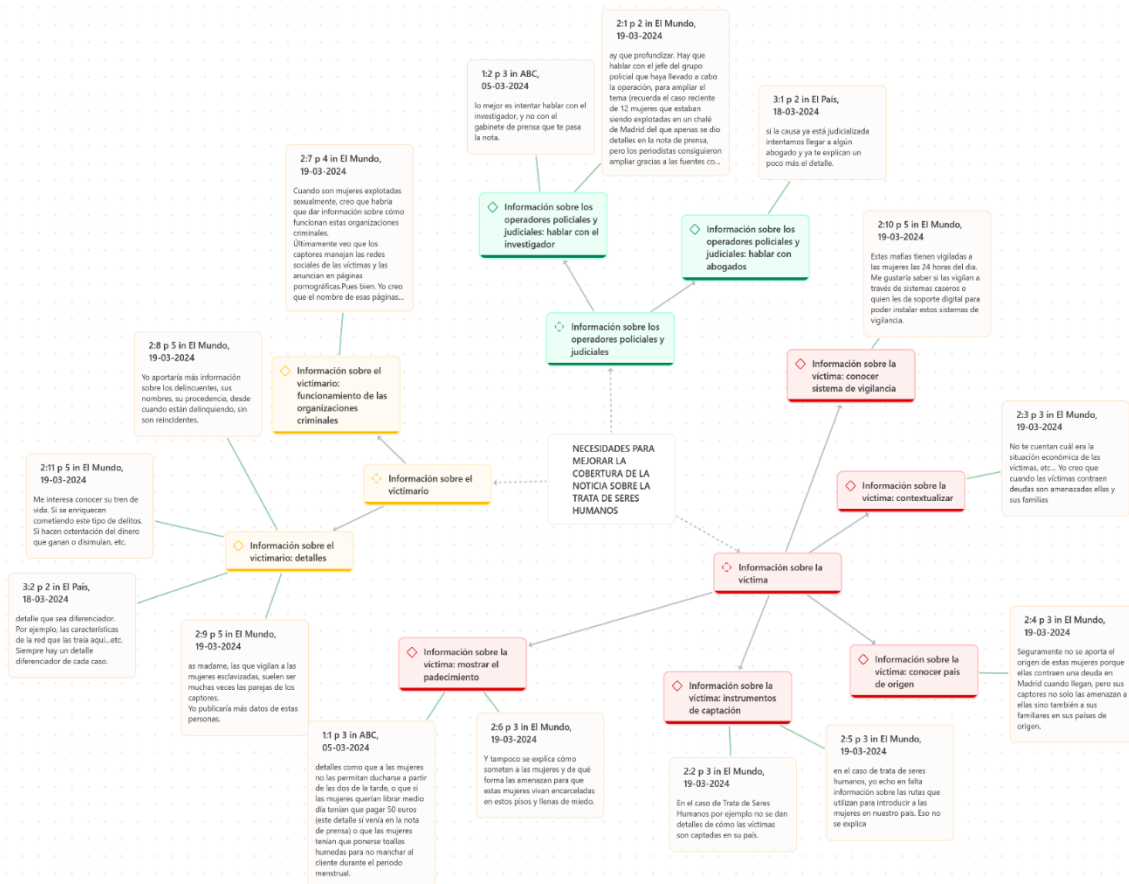 2:1 p 2 in El Mundo,
19-03-2024
ay que profundizar. Hay que
hablar con el jefe del grupo
policial que haya llevado a cabo
la operación, para ampliar el
tema (recuerda el caso reciente
de 12 mujeres que estaban
siendo explotadas en un chalé
de Madrid del que apenas se dio
detalles en la nota de prensa,
pero los periodistas consiguieron
ampliar gracias a las fuentes co...
1:2 p 3 in ABC,
05-03-2024
lo mejor es intentar hablar con el
investigador, y no con el
gabinete de prensa que te pasa
la nota.
3:1 p 2 in El País,
18-03-2024
si la causa ya está judicializada
intentamos llegar a algún
abogado y ya te explican un
poco más el detalle.
2:7 p 4 in El Mundo,
19-03-2024
Cuando son mujeres explotadas
sexualmente, creo que habría
que dar información sobre cómo
funcionan estas organizaciones
criminales.
Últimamente veo que los
captores manajan las redes
sociales de las víctimas y las
anuncian en páginas
pornográficas.Pues bien. Yo creo
que el nombre de esas páginas...
Información sobre los
operadores policiales y
judiciales: hablar con el
investigador
Información sobre los
operadores policiales y
judiciales: hablar con
abogados
2:10 p 5 in El Mundo,
19-03-2024
Estas mafias tienen vigiladas a
las mujeres las 24 horas del dia.
Me gustaría saber si las vigilan a
través de sistemas caseros o
quien les da soporte digital para
poder instalar estos sistemas de
vigilancia.
Información sobre los
operadores policiales y
judiciales
2:8 p 5 in El Mundo,
19-03-2024
Yo aportaría más información
sobre los delincuentes, sus
nombres, su procedencia, desde
cuando están delinquiendo, sin
son reincidentes.
Información sobre el
victimario:
funcionamiento de las
organizaciones
criminales
Información sobre la
víctima: conocer
sistema de vigilancia
2:3 p 3 in El Mundo,
19-03-2024
No te cuentan cuál era la
situación económica de las
víctimas, etc... Yo creo que
cuando las víctimas contraen
deudas son amenazadas ellas y
sus familias
NECESIDADES PARA
MEJORAR LA
COBERTURA DE LA
NOTICIA SOBRE LA
TRATA DE SERES
HUMANOS
2:11 p 5 in El Mundo,
19-03-2024
Me interesa conocer su tren de
vida. Si se enriquecen
cometiendo este tipo de delitos.
Si hacen ostentación del dinero
que ganan o disimulan, etc.
Información sobre el
victimario
Información sobre la
víctima: contextualizar
Información sobre el
victimario: detalles
Información sobre la
víctima
3:2 p 2 in El País,
18-03-2024
detalle que sea diferenciador.
Por ejemplo, las características
de la red que las traía aquí...etc.
Siempre hay un detalle
diferenciador de cada caso.
2:9 p 5 in El Mundo,
19-03-2024
as madame, las que vigilan a las
mujeres esclavizadas, suelen ser
muchas veces las parejas de los
captores.
Yo publicaría más datos de estas
personas.
Información sobre la
víctima: mostrar el
padecimiento
Información sobre la
víctima: instrumentos
de captación
Información sobre la
víctima: conocer país
de origen
2:4 p 3 in El Mundo,
19-03-2024
Seguramente no se aporta el
origen de estas mujeres porque
ellas contraen una deuda en
Madrid cuando llegan, pero sus
captores no solo las amenazan a
ellas sino también a sus
familiares en sus países de
origen.
1:1 p 3 in ABC,
05-03-2024
detalles como que a las mujeres
no las permitan ducharse a partir
de las dos de la tarde, o que si
las mujeres querían librar medio
día tenían que pagar 50 euros
(este detalle sí venía en la nota
de prensa) o que las mujeres
tenían que ponerse toallas
humedas para no manchar al
cliente durante el periodo
menstrual.
2:6 p 3 in El Mundo,
19-03-2024
Y tampoco se explica cómo
someten a las mujeres y de qué
forma las amenazan para que
estas mujeres vivan encarceladas
en estos pisos y llenas de miedo.
2:2 p 3 in El Mundo,
19-03-2024
En el caso de Trata de Seres
Humanos por ejemplo no se dan
detalles de cómo las víctimas
son captadas en su país.
2:5 p 3 in El Mundo,
19-03-2024
en el caso de trata de seres
humanos, yo echo en falta
información sobre las rutas que
utilizan para introducir a las
mujeres en nuestro país. Eso no
se explica